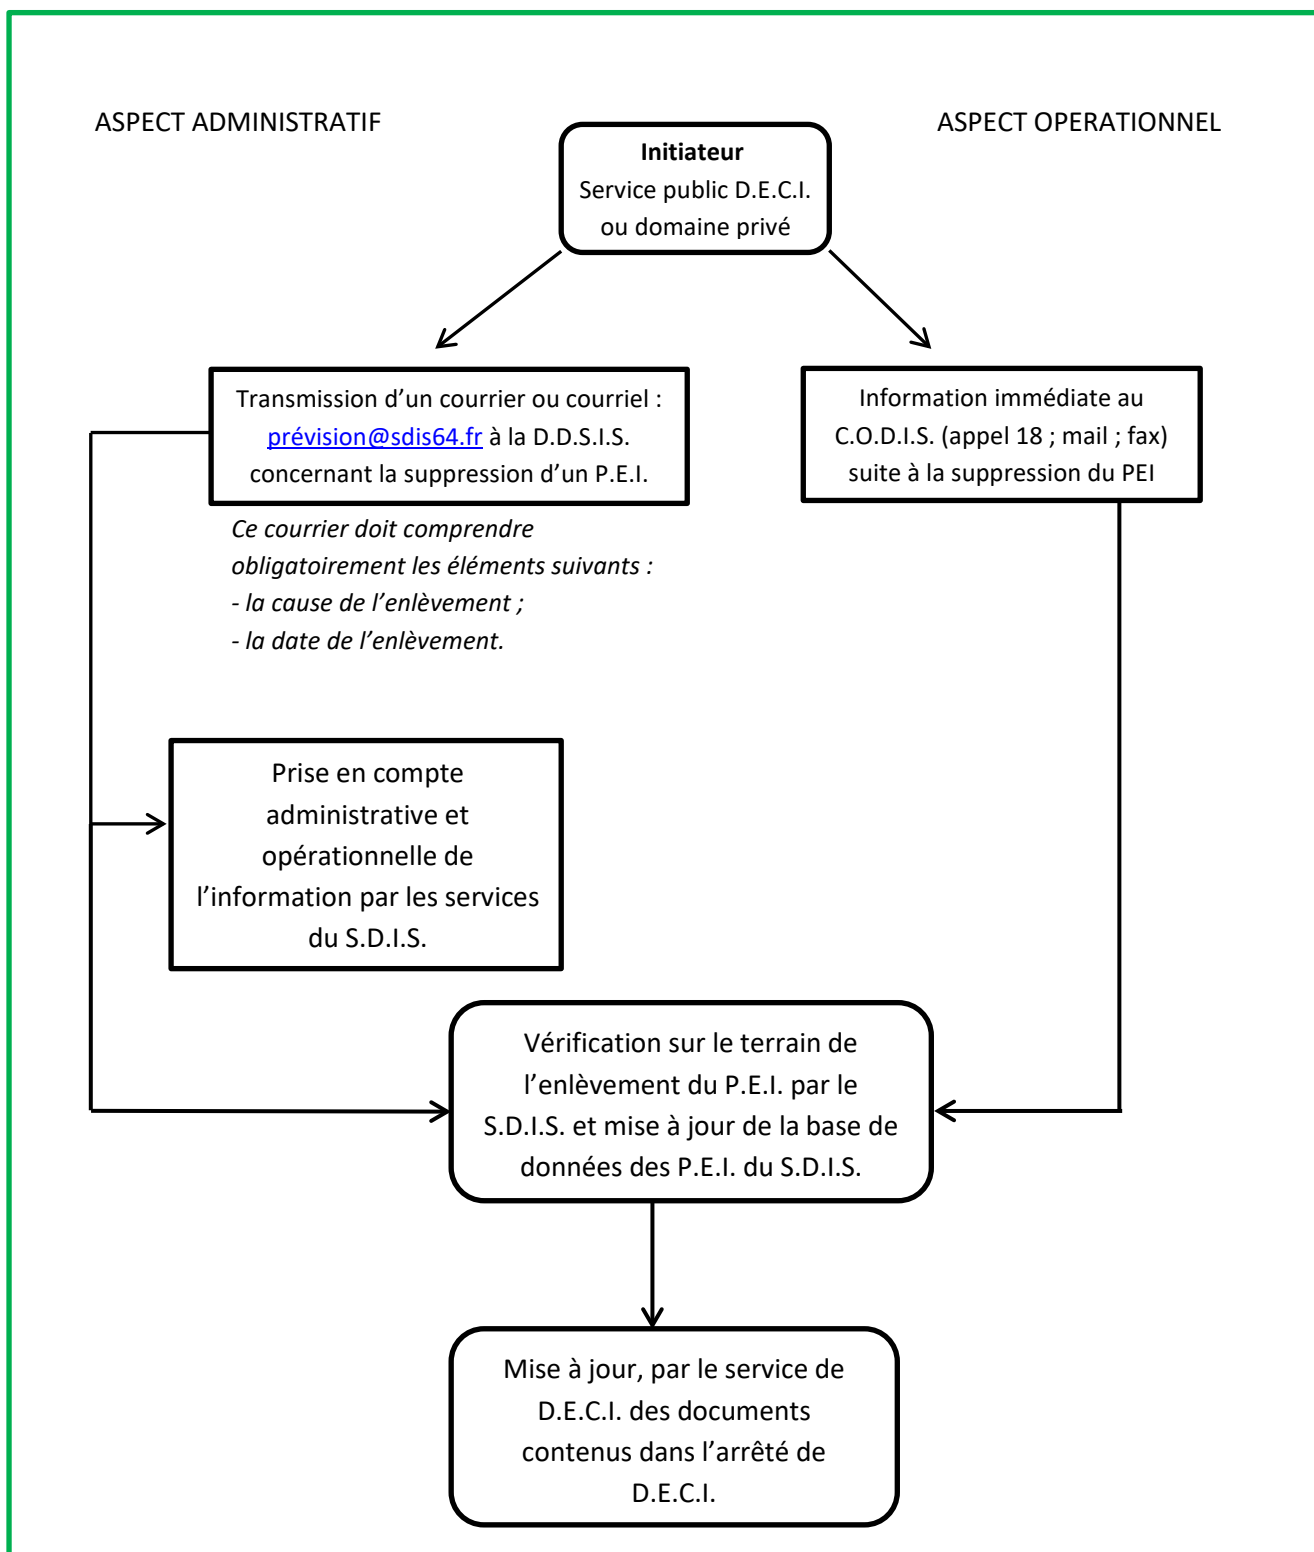 ASPECT ADMINISTRATIF
ASPECT OPERATIONNEL
Initiateur
Service public D.E.C.I.
ou domaine privé
Transmission d’un courrier ou courriel :
prévision@sdis64.fr à la D.D.S.I.S.
concernant la suppression d’un P.E.I.
Information immédiate au
C.O.D.I.S. (appel 18 ; mail ; fax)
suite à la suppression du PEI
Ce courrier doit comprendre
obligatoirement les éléments suivants :
- la cause de l’enlèvement ;
- la date de l’enlèvement.
Prise en compte
administrative et
opérationnelle de
l’information par les services
du S.D.I.S.
Vérification sur le terrain de
l’enlèvement du P.E.I. par le
S.D.I.S. et mise à jour de la base de
données des P.E.I. du S.D.I.S.
Mise à jour, par le service de
D.E.C.I. des documents
contenus dans l’arrêté de
D.E.C.I.